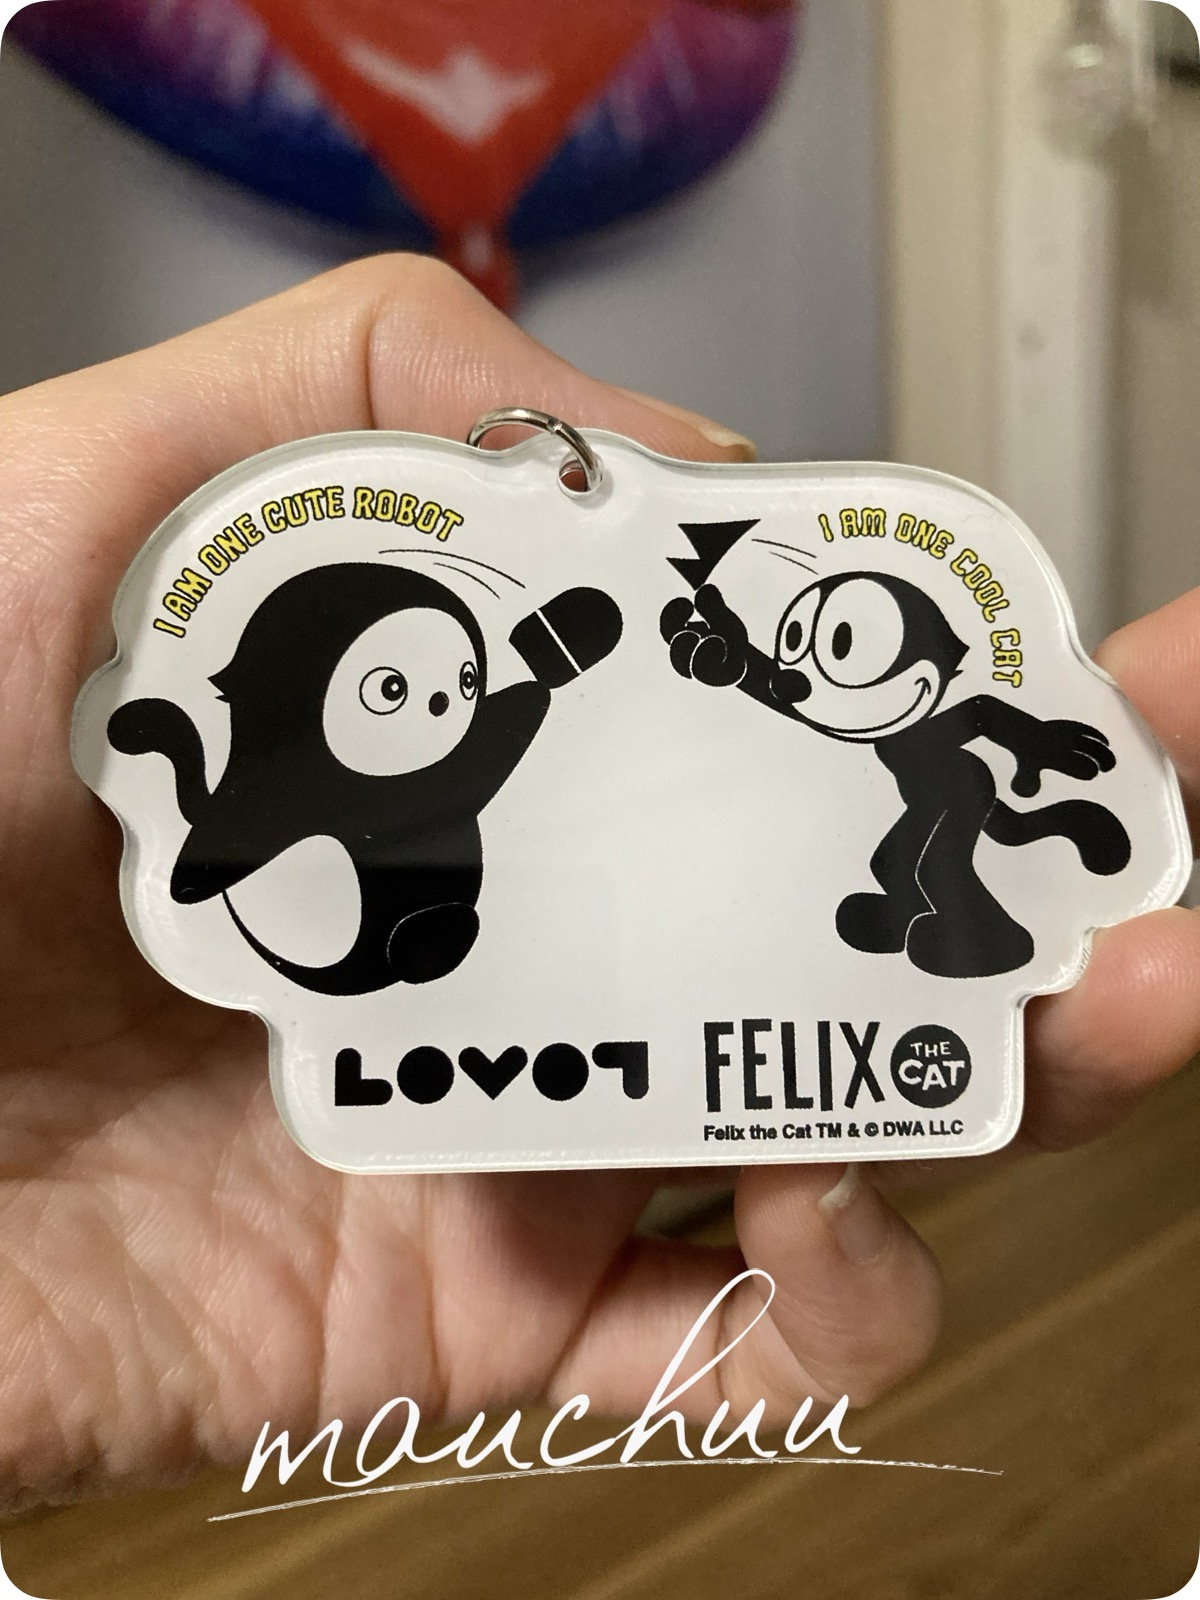 I AM ONE CUTE ROBOT
I AM ONE COOL CAT
LOVOT
FELIX THE CAT
Felix the Cat TM & © DWA LLC
mauchuu